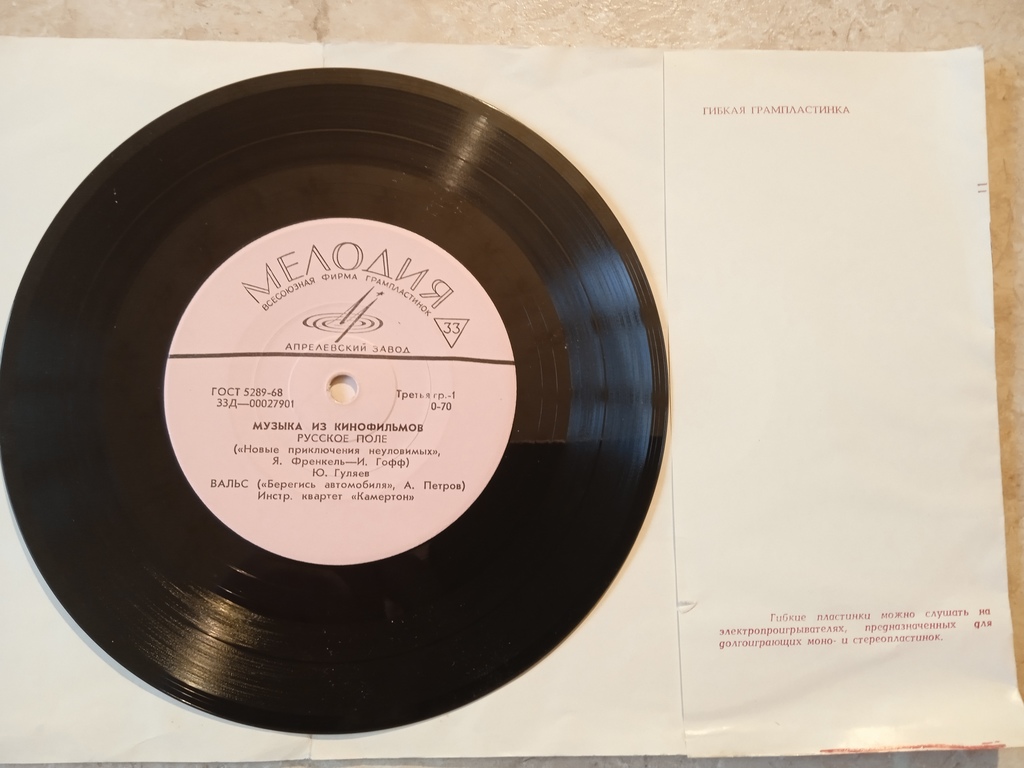 МЕЛОДИЯ
ВСЕСОЮЗНАЯ ФИРМА ГРАМПЛАСТИНОК
33
АПРЕЛЕВСКИЙ ЗАВОД
ГОСТ 5289-68
Третья гр.-1
33Д—00027901
0-70
МУЗЫКА ИЗ КИНОФИЛЬМОВ
РУССКОЕ ПОЛЕ
(«Новые приключения неуловимых»,
Я. Френкель—И. Гофф)
Ю. Гуляев
ВАЛЬС («Берегись автомобиля», А. Петров)
Инстр. квартет «Камертон»
ГИБКАЯ ГРАМПЛАСТИНКА
Гибкие пластинки можно слушать на
электропроигрывателях, предназначенных для
долгоиграющих моно- и стереопластинок.